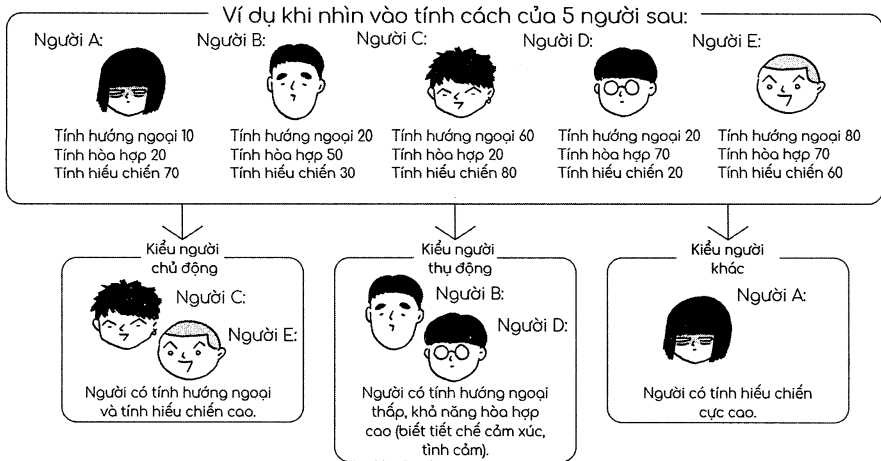 Ví dụ khi nhìn vào tính cách của 5 người sau:
Người A:
Tính hướng ngoại 10
Tính hòa hợp 20
Tính hiếu chiến 70
Người B:
Tính hướng ngoại 20
Tính hòa hợp 50
Tính hiếu chiến 30
Người C:
Tính hướng ngoại 60
Tính hòa hợp 20
Tính hiếu chiến 80
Người D:
Tính hướng ngoại 20
Tính hòa hợp 70
Tính hiếu chiến 20
Người E:
Tính hướng ngoại 80
Tính hòa hợp 70
Tính hiếu chiến 60
Kiểu người
chủ động
Người C:
Người E:
Người có tính hướng ngoại
và tính hiếu chiến cao.
Kiểu người
thụ động
Người B:
Người D:
Người có tính hướng ngoại
thấp, khả năng hòa hợp
cao (biết tiết chế cảm xúc,
tình cảm).
Kiểu người
khác
Người A:
Người có tính hiếu chiến
cực cao.